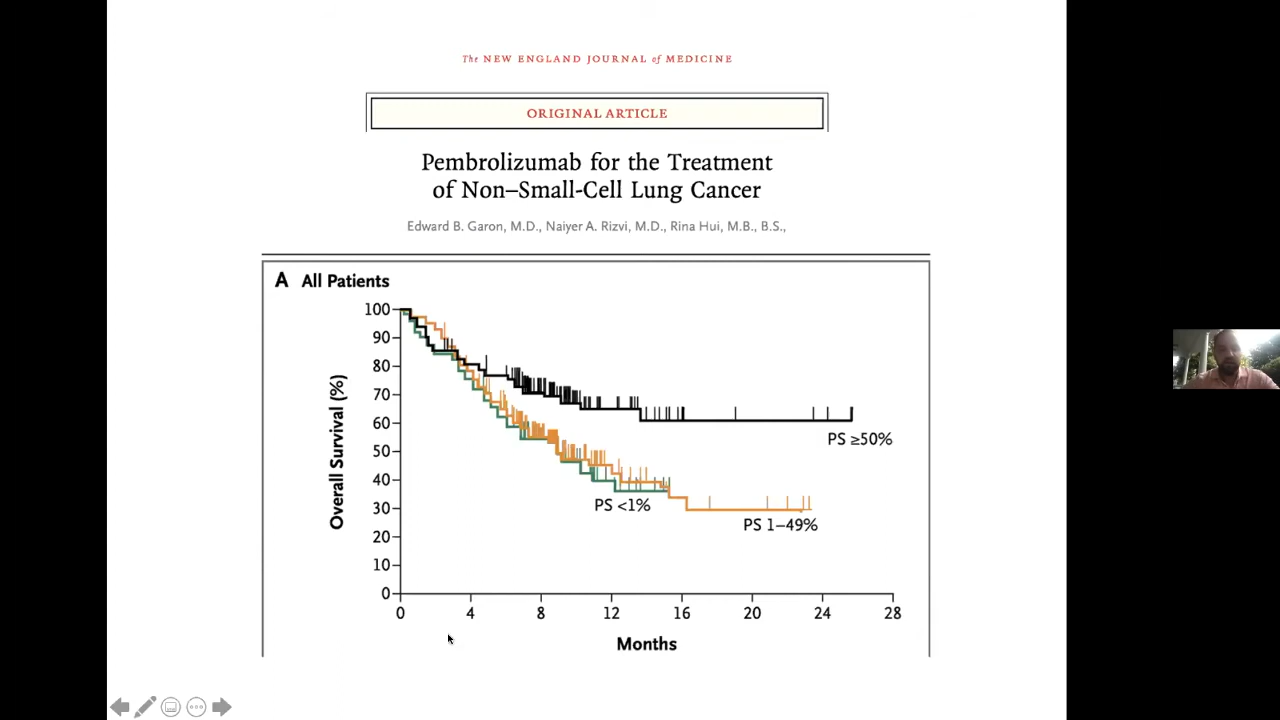 The NEW ENGLAND JOURNAL of MEDICINE
ORIGINAL ARTICLE
Pembrolizumab for the Treatment
of Non–Small-Cell Lung Cancer
Edward B. Garon, M.D., Naiyer A. Rizvi, M.D., Rina Hui, M.B., B.S.,
A All Patients
Overall Survival (%)
100
90
80
70
60
50
40
30
20
10
0
PS ≥50%
PS <1%
PS 1–49%
0 4 8 12 16 20 24 28
Months